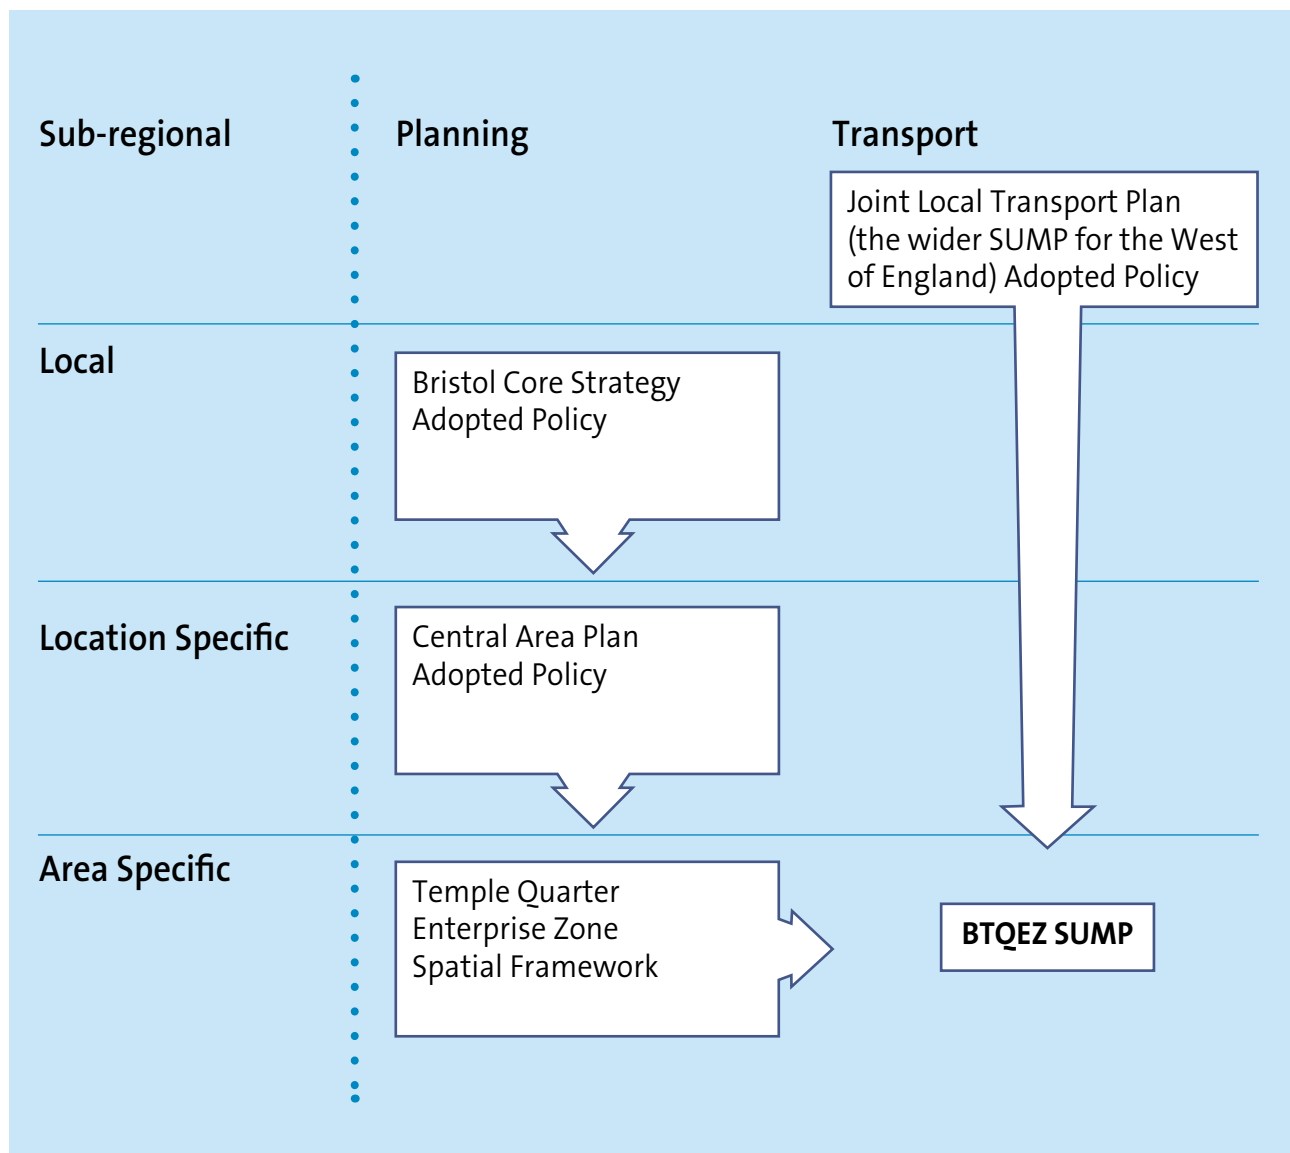 Sub-regional
Planning
Transport
Joint Local Transport Plan
(the wider SUMP for the West
of England) Adopted Policy
Local
Bristol Core Strategy
Adopted Policy
Location Specific
Central Area Plan
Adopted Policy
Area Specific
Temple Quarter
Enterprise Zone
Spatial Framework
BTQEZ SUMP